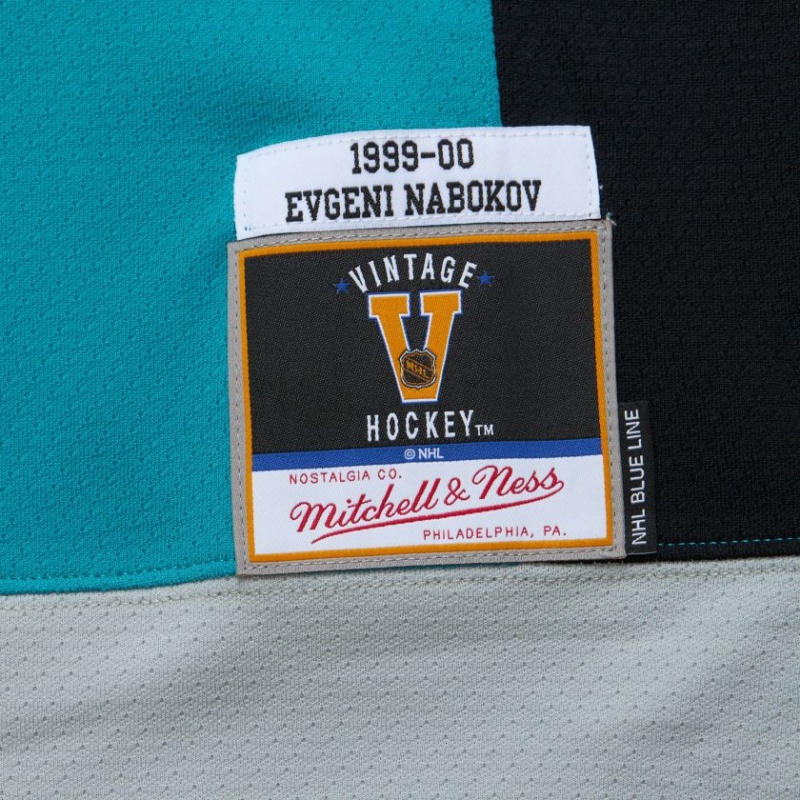 1999-00
EVGENI NABOKOV
VINTAGE
V
NHL
HOCKEY™
© NHL
NOSTALGIA CO.
Mitchell & Ness
PHILADELPHIA, PA.
NHL BLUE LINE